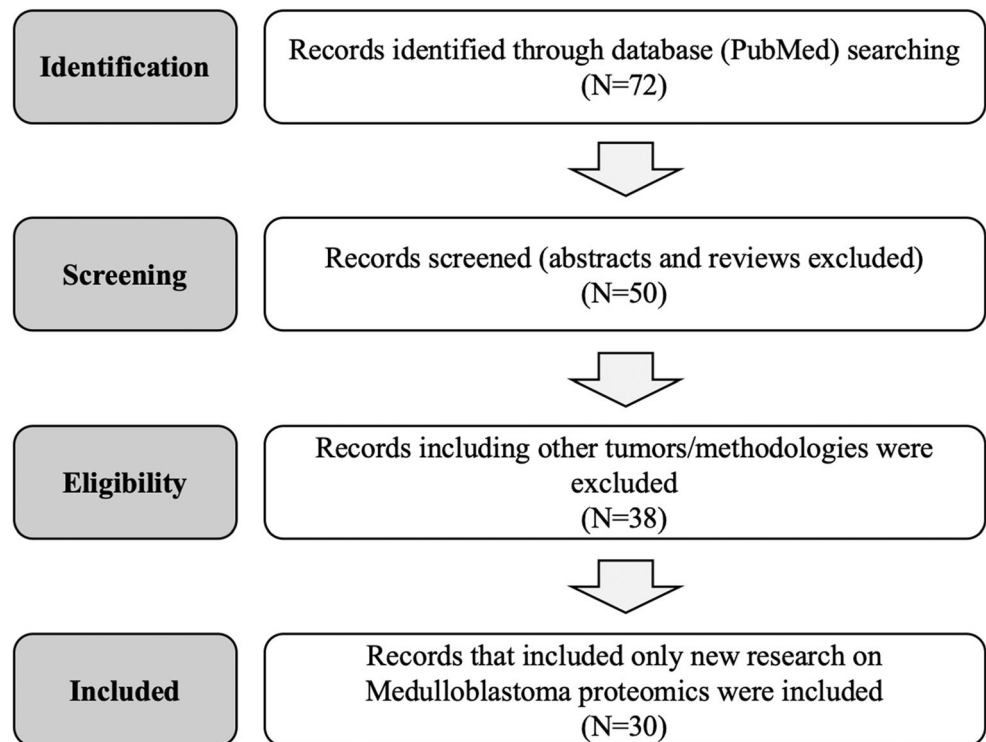 Identification
Records identified through database (PubMed) searching
(N=72)
Screening
Records screened (abstracts and reviews excluded)
(N=50)
Eligibility
Records including other tumors/methodologies were
excluded
(N=38)
Included
Records that included only new research on
Medulloblastoma proteomics were included
(N=30)